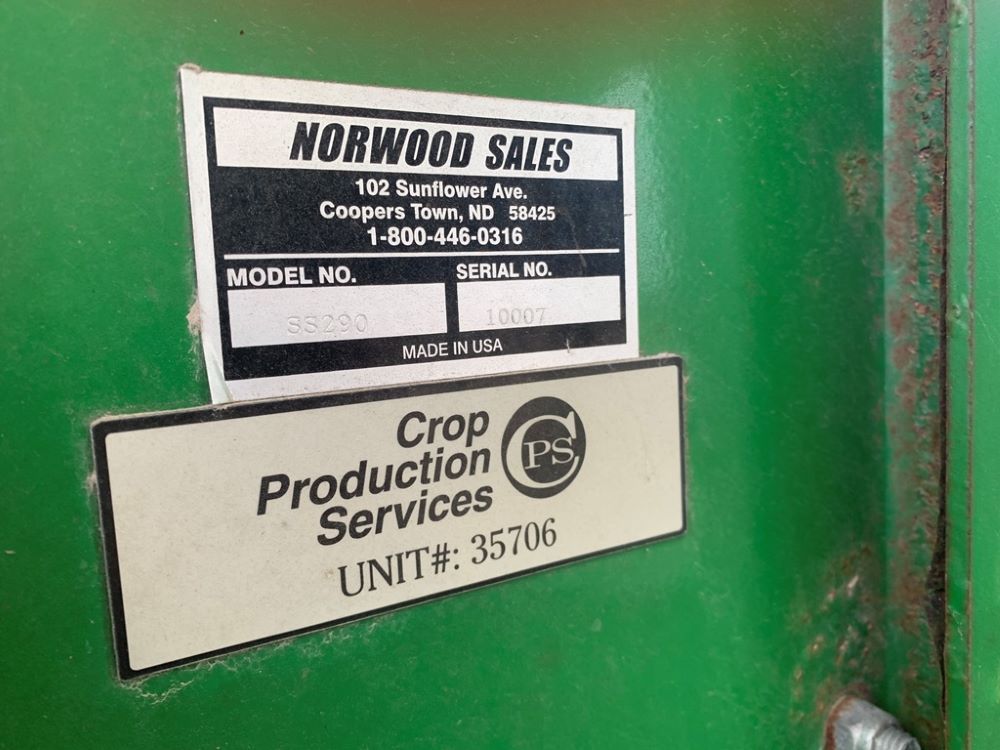 NORWOOD SALES
102 Sunflower Ave.
Coopers Town, ND 58425
1-800-446-0316
MODEL NO. SERIAL NO.
SS290 10007
MADE IN USA
Crop
Production
Services
CPS
UNIT#: 35706